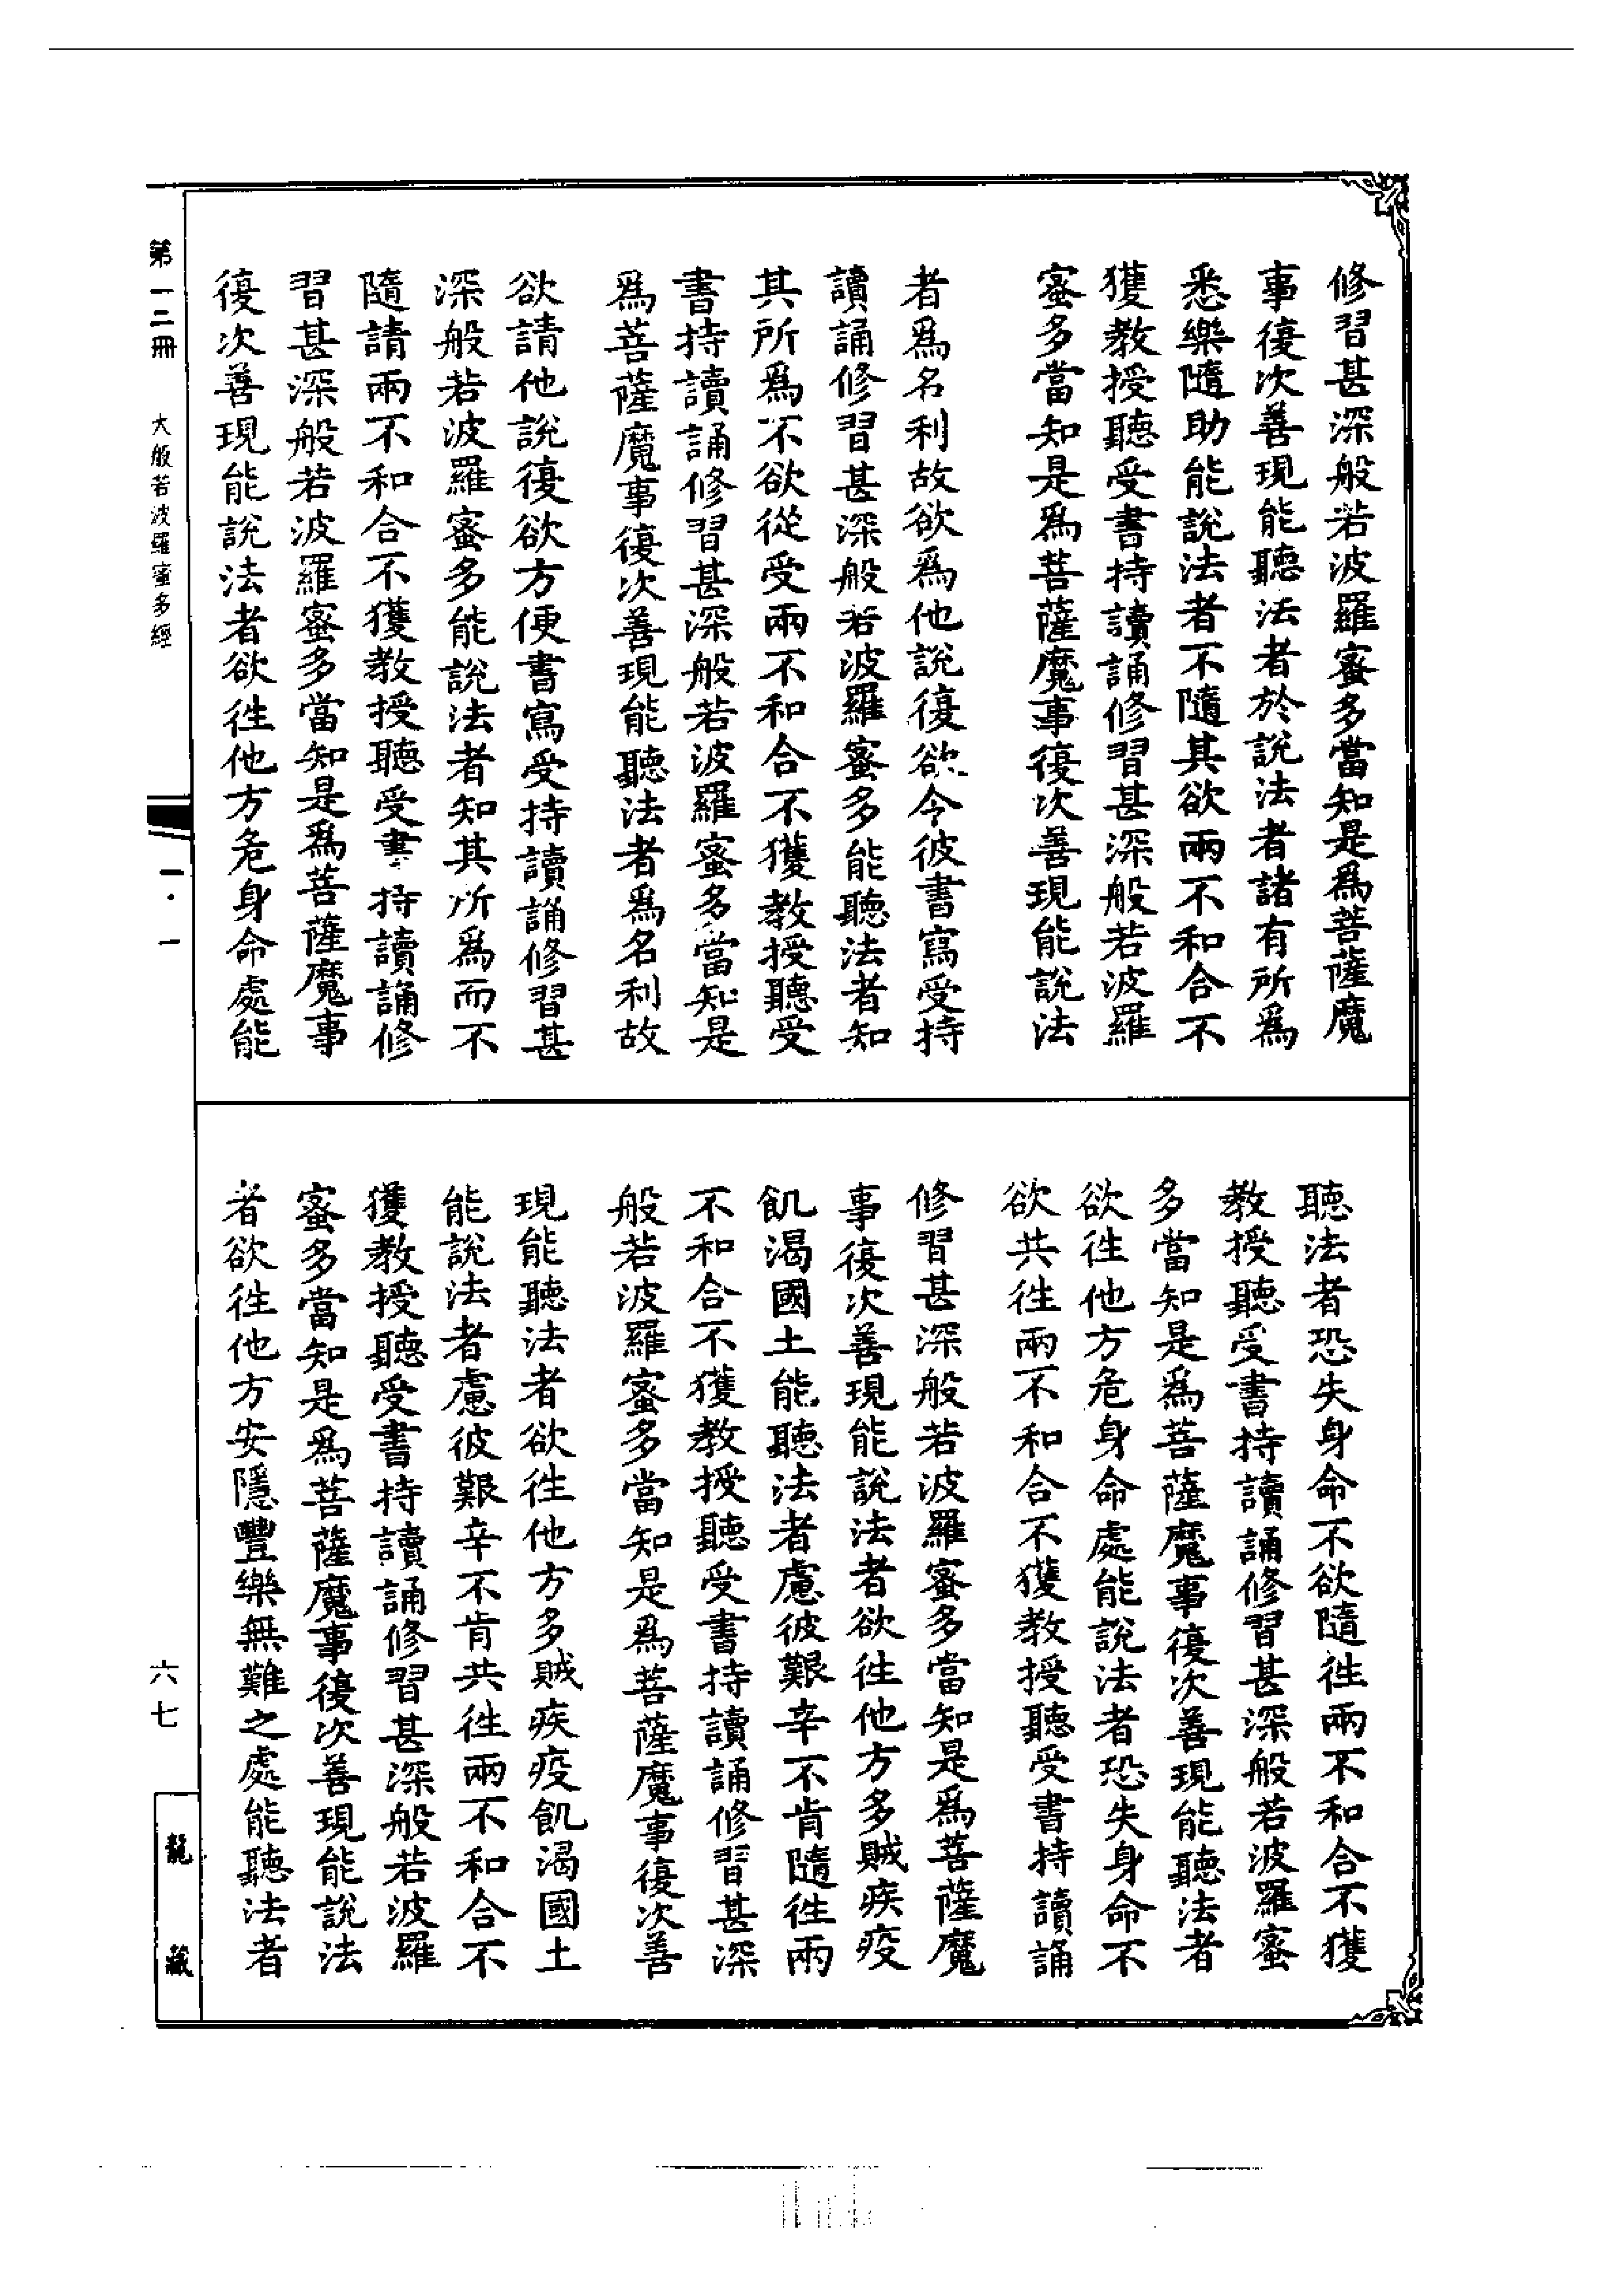 修習甚深般若波羅蜜多當知是爲菩薩魔
事復次善現能聽法者於說法者諸有所爲
悉樂隨助能說法者不隨其欲兩不和合不
獲教授聽受書持讀誦修習甚深般若波羅
蜜多當知是爲菩薩魔事復次善現能說法
者爲名利故欲爲他說復欲令彼書寫受持
讀誦修習甚深般若波羅蜜多能聽法者知
其所爲不欲從受兩不和合不獲教授聽受
書持讀誦修習甚深般若波羅蜜多當知是
爲菩薩魔事復次善現能聽法者爲名利故
欲請他說復欲方便書寫受持讀誦修習甚
深般若波羅蜜多能說法者知其所爲而不
隨請兩不和合不獲教授聽受書持讀誦修
習甚深般若波羅蜜多當知是爲菩薩魔事
復次善現能說法者欲往他方危身命處能
聽法者恐失身命不欲隨往兩不和合不獲
教授聽受書持讀誦修習甚深般若波羅蜜
多當知是爲菩薩魔事復次善現能聽法者
欲往他方危身命處能說法者恐失身命不
欲共往兩不和合不獲教授聽受書持讀誦
修習甚深般若波羅蜜多當知是爲菩薩魔
事復次善現能說法者欲往他方多賊疾疫
飢渴國土能聽法者慮彼艱辛不肯隨往兩
不和合不獲教授聽受書持讀誦修習甚深
般若波羅蜜多當知是爲菩薩魔事復次善
現能聽法者欲往他方多賊疾疫飢渴國土
能說法者慮彼艱辛不肯共往兩不和合不
獲教授聽受書持讀誦修習甚深般若波羅
蜜多當知是爲菩薩魔事復次善現能說法
者欲往他方安隱豐樂無難之處能聽法者
第一二冊 大般若波羅蜜多經 一·一 六七
龍藏